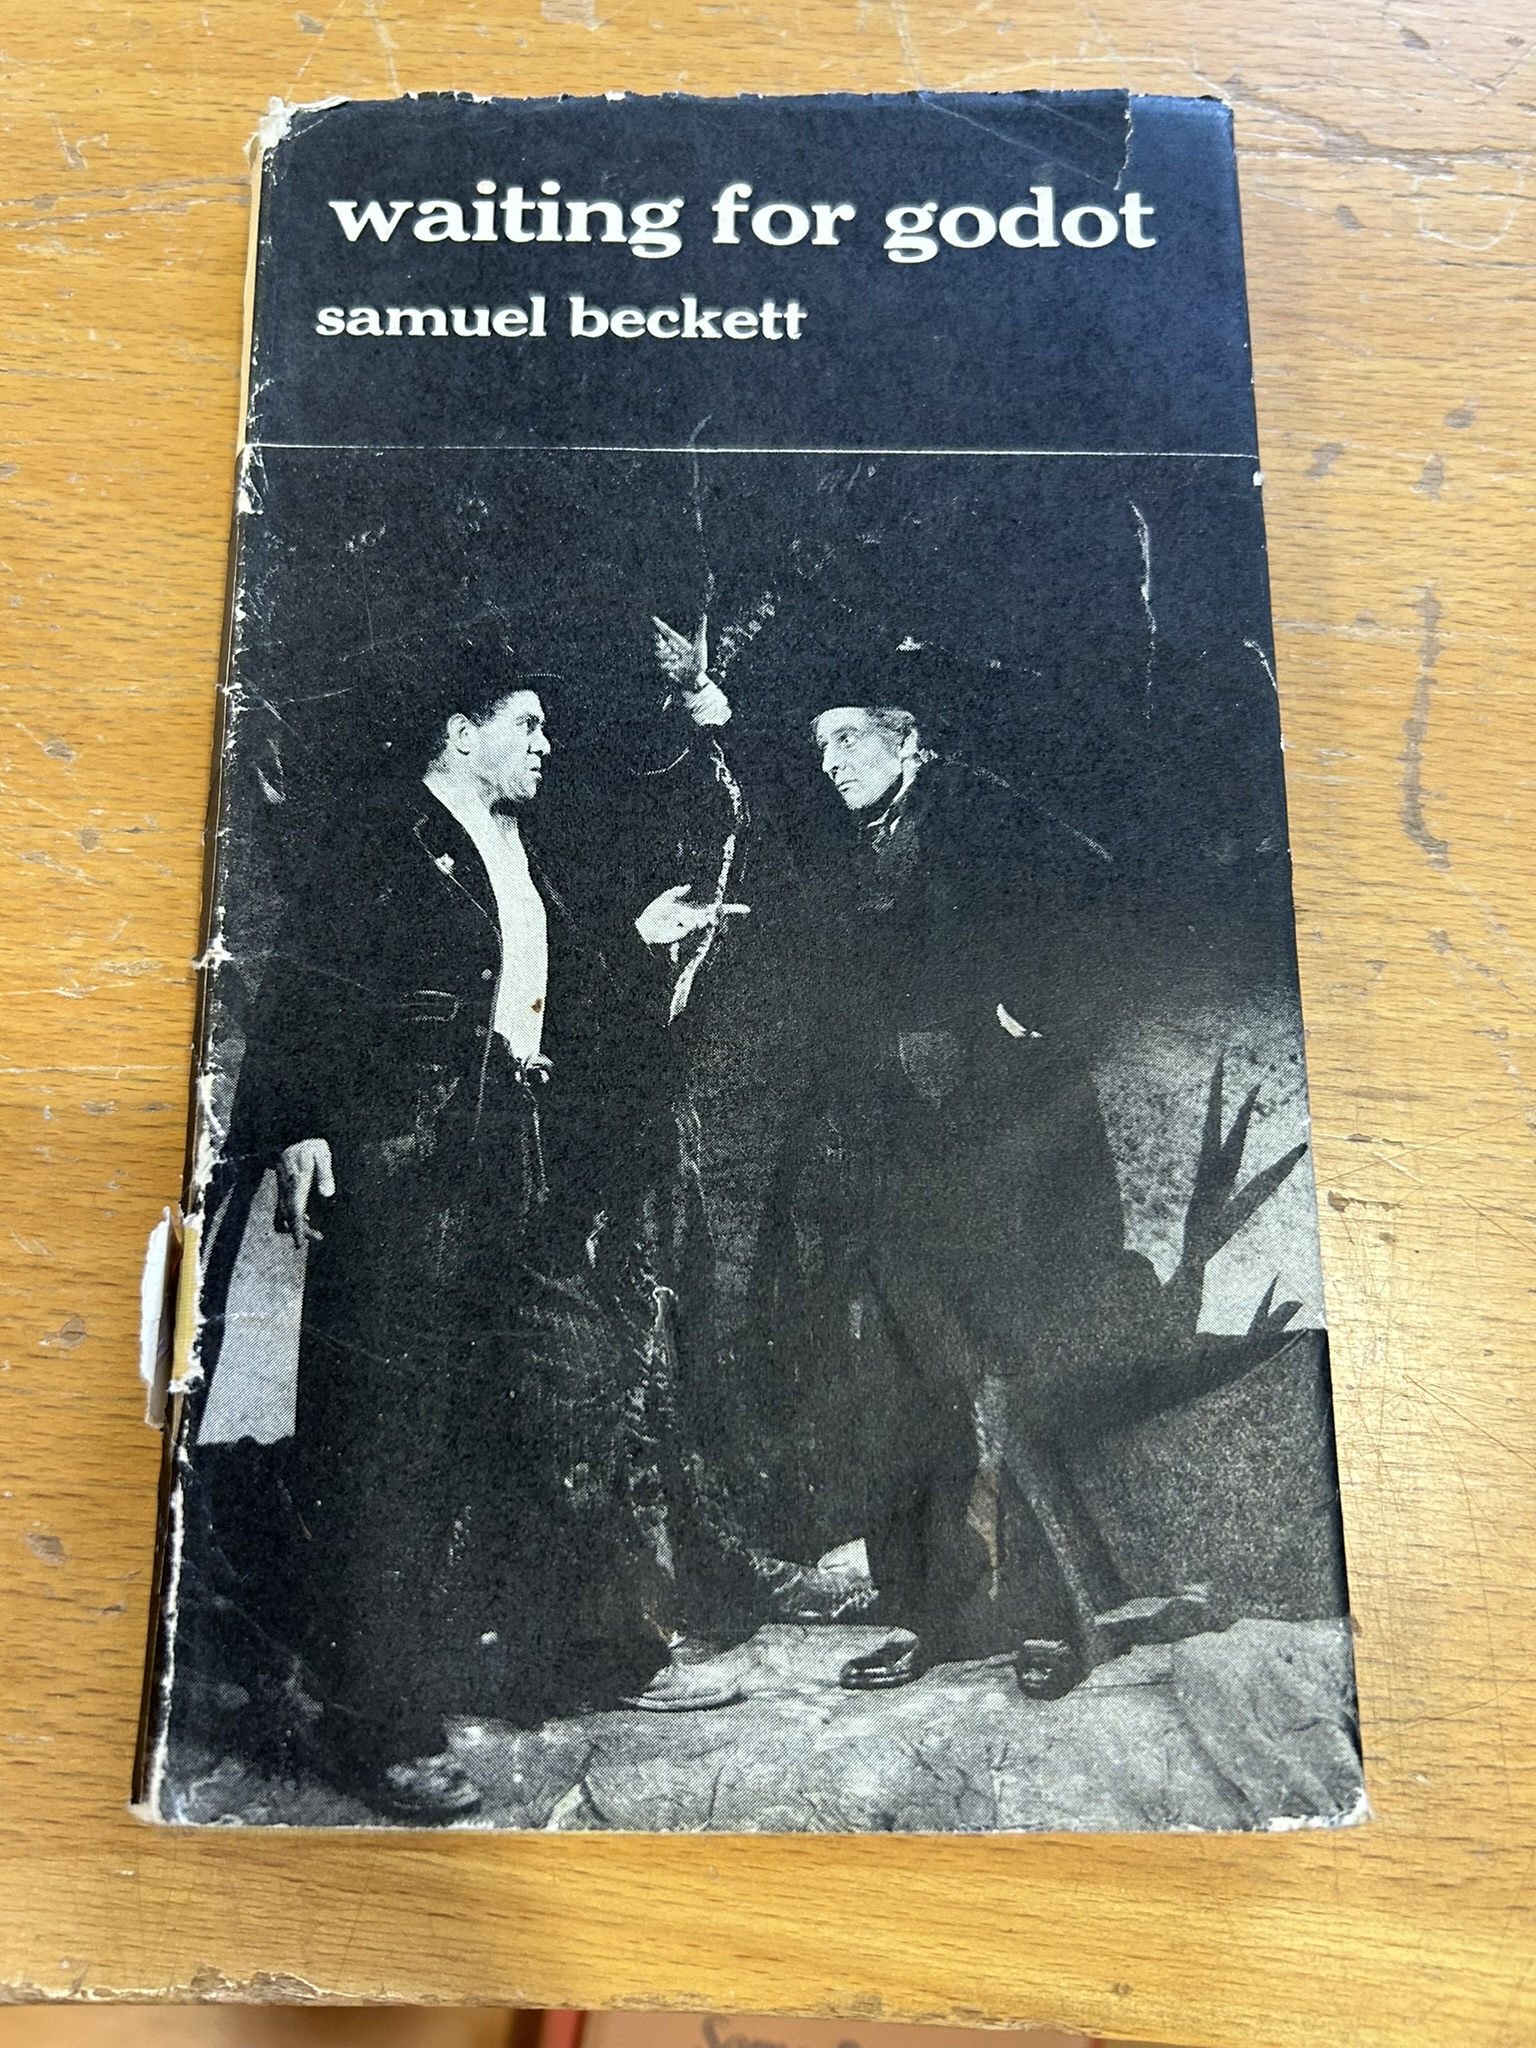 waiting for godot
samuel beckett